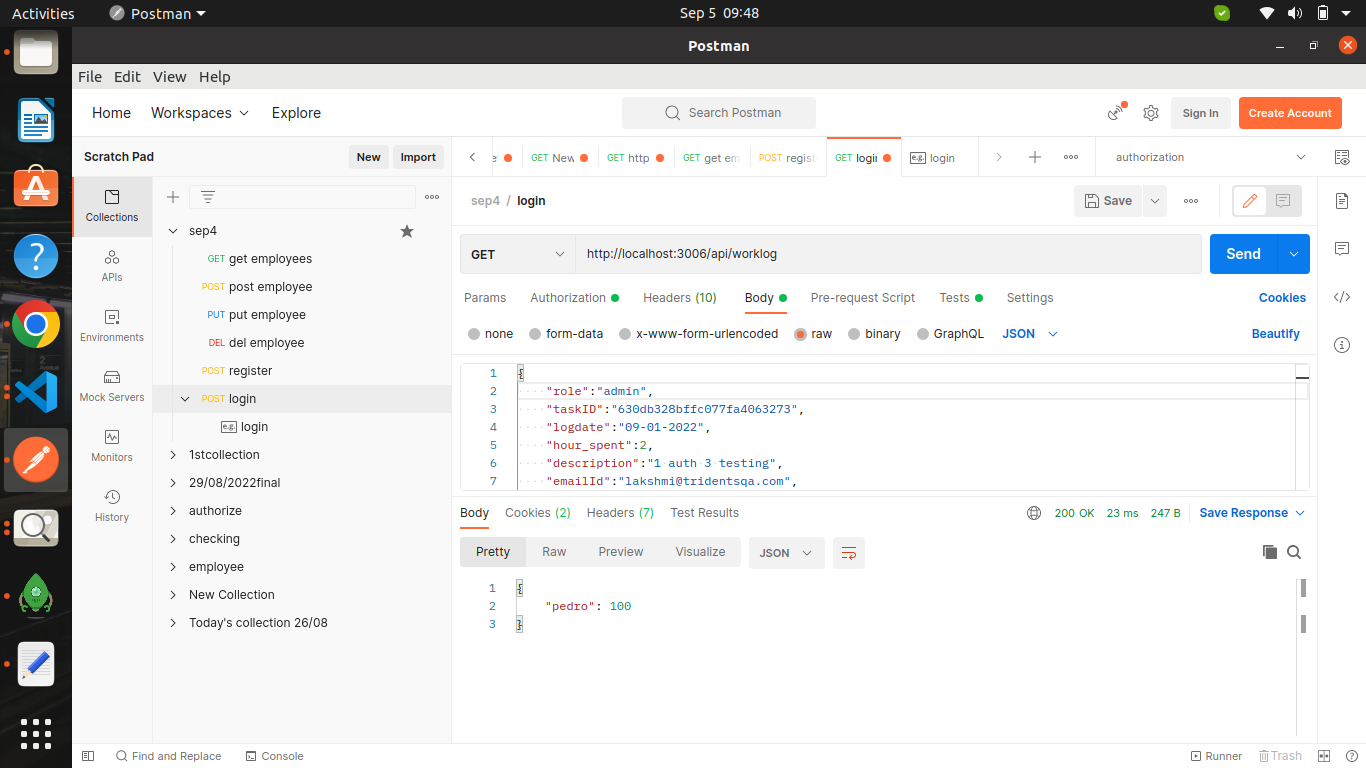 Activities
Postman
Sep 5 09:48
Postman
File Edit View Help
Home Workspaces Explore
Search Postman
Sign In
Create Account
Scratch Pad
New
Import
GET New
GET http
GET get em
POST regist
GET login
e.g. login
authorization
Collections
APIs
Environments
Mock Servers
Monitors
History
sep4
GET get employees
POST post employee
PUT put employee
DEL del employee
register
POST login
e.g. login
1stcollection
29/08/2022final
authorize
checking
employee
New Collection
Today's collection 26/08
sep4 / login
Save
GET
http://localhost:3006/api/worklog
Send
Params Authorization Headers (10) Body Pre-request Script Tests Settings Cookies
none form-data x-www-form-urlencoded raw binary GraphQL JSON Beautify
1 {
2 "role":"admin",
3 "taskID":"630db328bffc077fa4063273",
4 "logdate":"09-01-2022",
5 "hour_spent":2,
6 "description":"1 auth 3 testing",
7 "emailId":"lakshmi@tridentsqa.com",
Body Cookies (2) Headers (7) Test Results
200 OK 23 ms 247 B Save Response
Pretty Raw Preview Visualize JSON
1 {
2 "pedro": 100
3 }
Find and Replace
Console
Runner
Trash